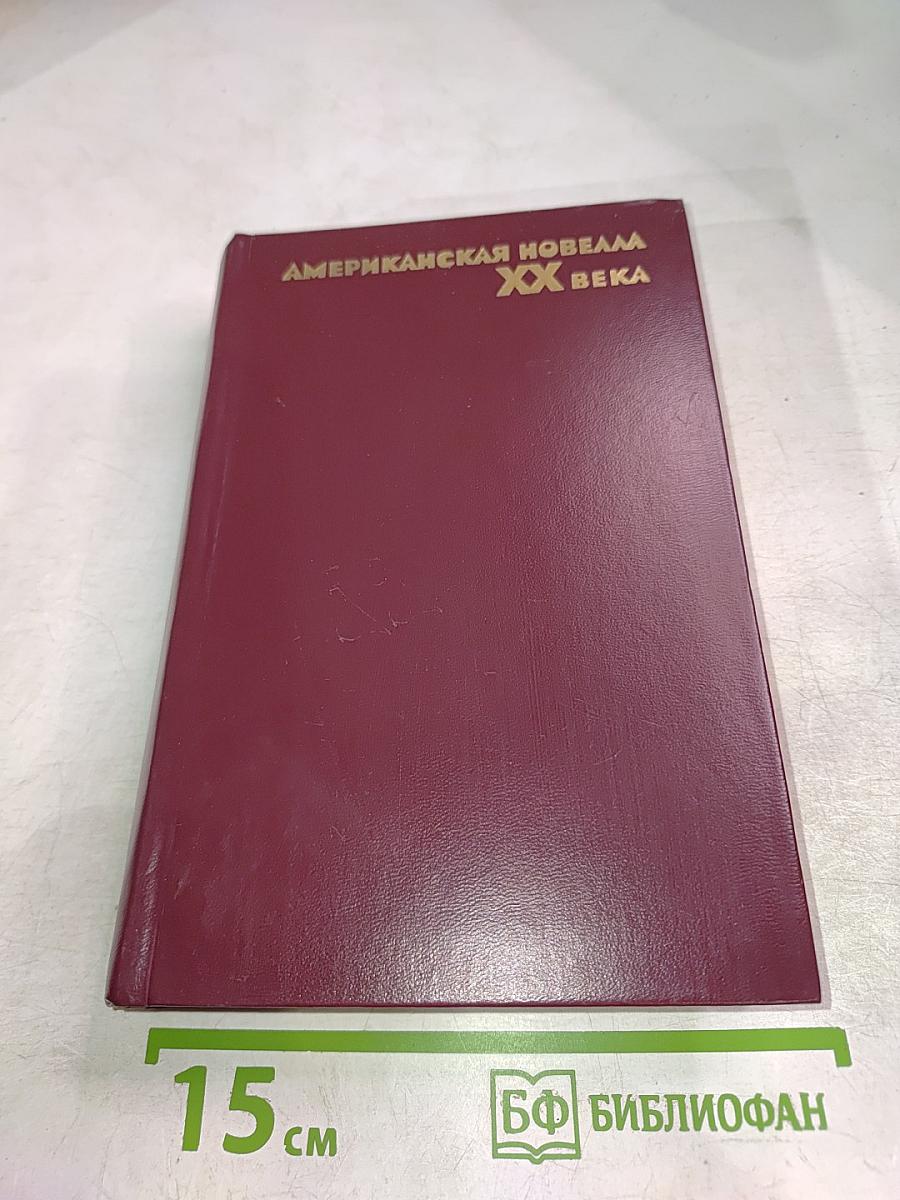 АМЕРИКАНСКАЯ НОВЕЛЛА
XX ВЕКА
15 см
БФ БИБЛИОФАН